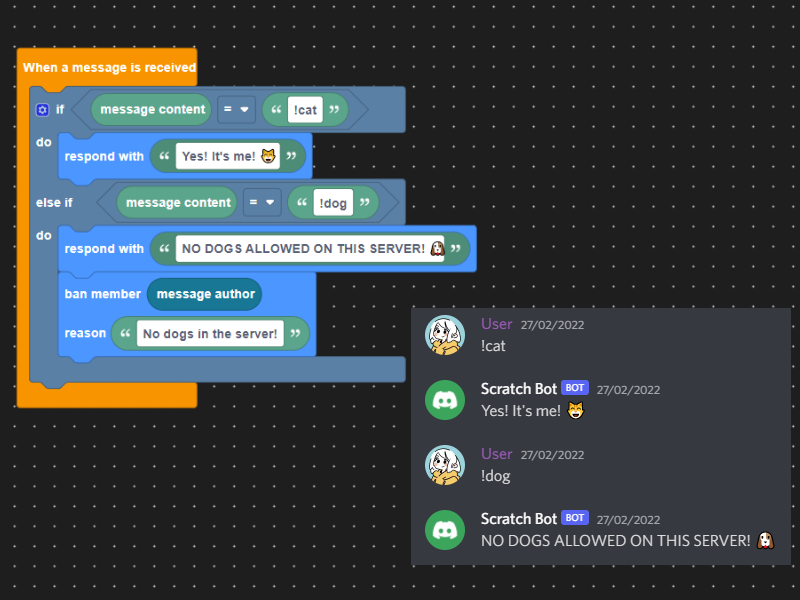 When a message is received
if message content = “ !cat ”
do
respond with “ Yes! It's me! 😼 ”
else if message content = “ !dog ”
do
respond with “ NO DOGS ALLOWED ON THIS SERVER! 🐶 ”
ban member message author
reason “ No dogs in the server! ”
User 27/02/2022
!cat
Scratch Bot BOT 27/02/2022
Yes! It's me! 😼
User 27/02/2022
!dog
Scratch Bot BOT 27/02/2022
NO DOGS ALLOWED ON THIS SERVER! 🐶